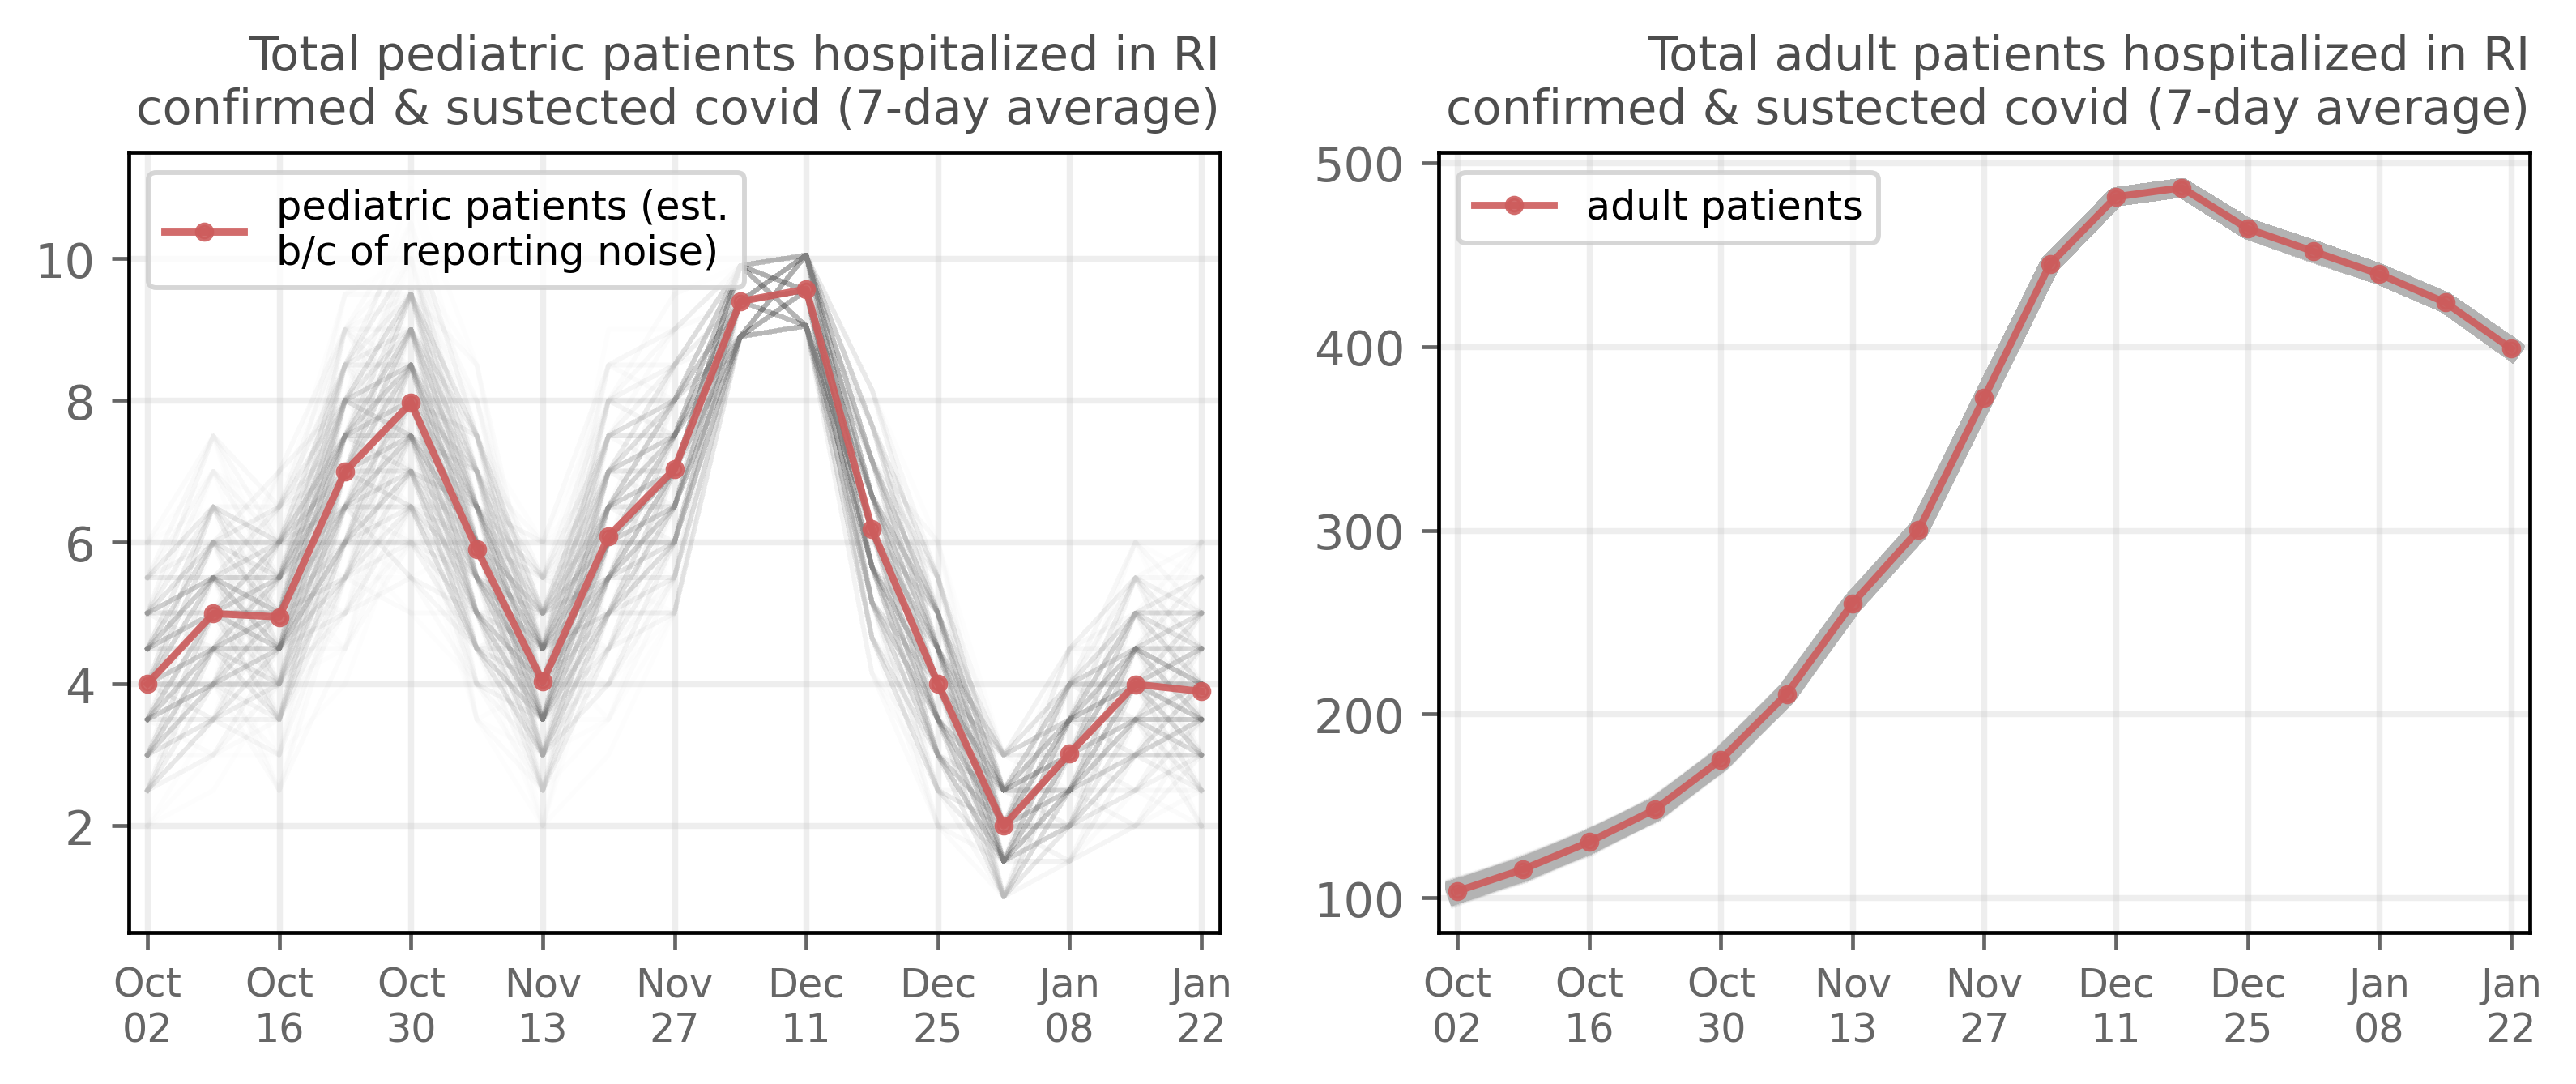 Total pediatric patients hospitalized in RI
confirmed & sustected covid (7-day average)
pediatric patients (est.
b/c of reporting noise)
10
8
6
4
2
Oct Oct Oct Nov Nov Dec Dec Jan Jan
02 16 30 13 27 11 25 08 22
Total adult patients hospitalized in RI
confirmed & sustected covid (7-day average)
adult patients
500
400
300
200
100
Oct Oct Oct Nov Nov Dec Dec Jan Jan
02 16 30 13 27 11 25 08 22